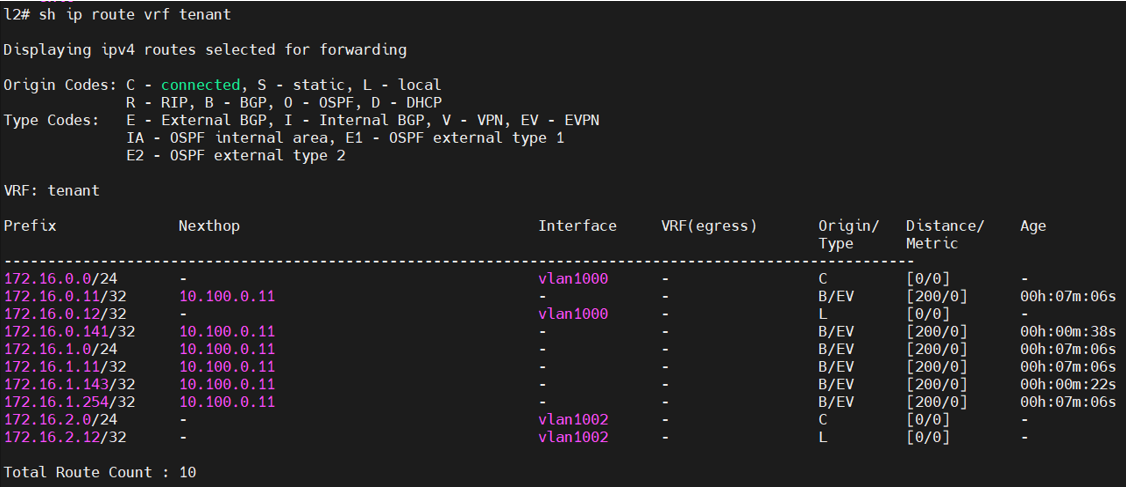 l2# sh ip route vrf tenant
Displaying ipv4 routes selected for forwarding
Origin Codes: C - connected, S - static, L - local
R - RIP, B - BGP, O - OSPF, D - DHCP
Type Codes: E - External BGP, I - Internal BGP, V - VPN, EV - EVPN
IA - OSPF internal area, E1 - OSPF external type 1
E2 - OSPF external type 2
VRF: tenant
Prefix Nexthop Interface VRF(egress) Origin/ Distance/ Age
Type Metric
--------------------------------------------------------------------------------------------------------
172.16.0.0/24 - vlan1000 - C [0/0] -
172.16.0.11/32 10.100.0.11 - - B/EV [200/0] 00h:07m:06s
172.16.0.12/32 - vlan1000 - L [0/0] -
172.16.0.141/32 10.100.0.11 - - B/EV [200/0] 00h:00m:38s
172.16.1.0/24 10.100.0.11 - - B/EV [200/0] 00h:07m:06s
172.16.1.11/32 10.100.0.11 - - B/EV [200/0] 00h:07m:06s
172.16.1.143/32 10.100.0.11 - - B/EV [200/0] 00h:00m:22s
172.16.1.254/32 10.100.0.11 - - B/EV [200/0] 00h:07m:06s
172.16.2.0/24 - vlan1002 - C [0/0] -
172.16.2.12/32 - vlan1002 - L [0/0] -
Total Route Count : 10